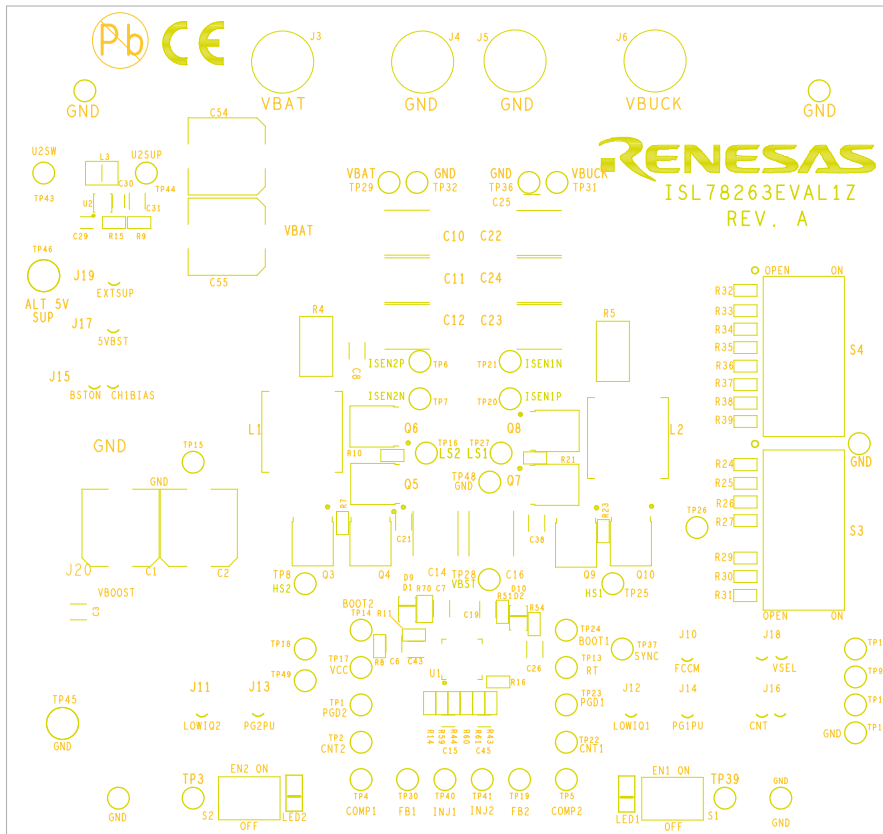 Pb CE
J3 J4 J5 J6
VBAT GND GND VBUCK
GND GND
C54
RENESAS
ISL78263EVAL1Z
REV. A
U2SW L3 U2SUP
TP43 TP44
C30
U2 C31
C29 R15 R9
VBAT GND GND VBUCK
TP29 TP32 TP36 TP31
C25
VBAT
C10 C22
TP46
C55
ALT 5V
SUP
J19
EXTSUP
C11 C24
OPEN ON
R32
R33
R34
R35
R36
R37
R38
R39
S4
J17
5VBST
R4 R5
C12 C23
C8
ISEN2P TP6 TP21 ISEN1N
J15
BSTON CH1BIAS
ISEN2N TP7 TP20 ISEN1P
L1 Q6 Q8 L2
GND
TP15
R10 TP16 TP27 R21
LS2 LS1
GND
Q5 TP48 Q7
GND
GND
R24
R25
R26
R27
R29
R30
R31
S3
OPEN ON
TP26
R7 C21 C38 R23
J20 C1 C2
VBOOST
C3
TP8 Q3 Q4 C14 TP28 C16 Q9 Q10
HS2 VBST HS1 TP25
D9 D10
D1 R70 C7 R51 D2
R54
TP14 BOOT2 R11 C19 TP24
BOOT1
TP18 R8 C6 C43 C26 TP37
SYNC
J10 J18
FCCM VSEL
TP17 U1 TP13
VCC RT
TP49 R16
TP1 TP23
PGD2 PGD1
TP45
GND
J11 J13 J12 J14 J16
LOWIQ2 PG2PU LOWIQ1 PG1PU CNT
TP1
TP9
TP1
GND TP1
R14 R59 R44 R60 R61 R43
C15 C45
TP2 TP22
CNT2 CNT1
EN2 ON EN1 ON
GND TP3 S2 OFF LED2
TP4 TP30 TP40 TP41 TP19 TP5
COMP1 FB1 INJ1 INJ2 FB2 COMP2
LED1 OFF S1 TP39 GND
GND